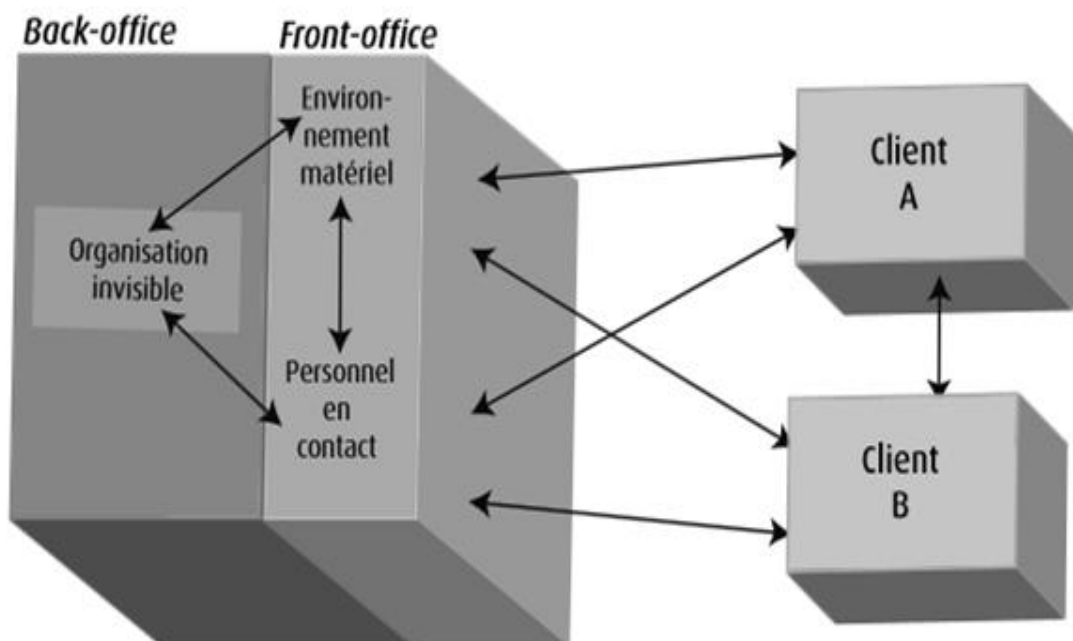 Back-office
Front-office
Environ-
nement
matériel
Organisation
invisible
Personnel
en
contact
Client
A
Client
B